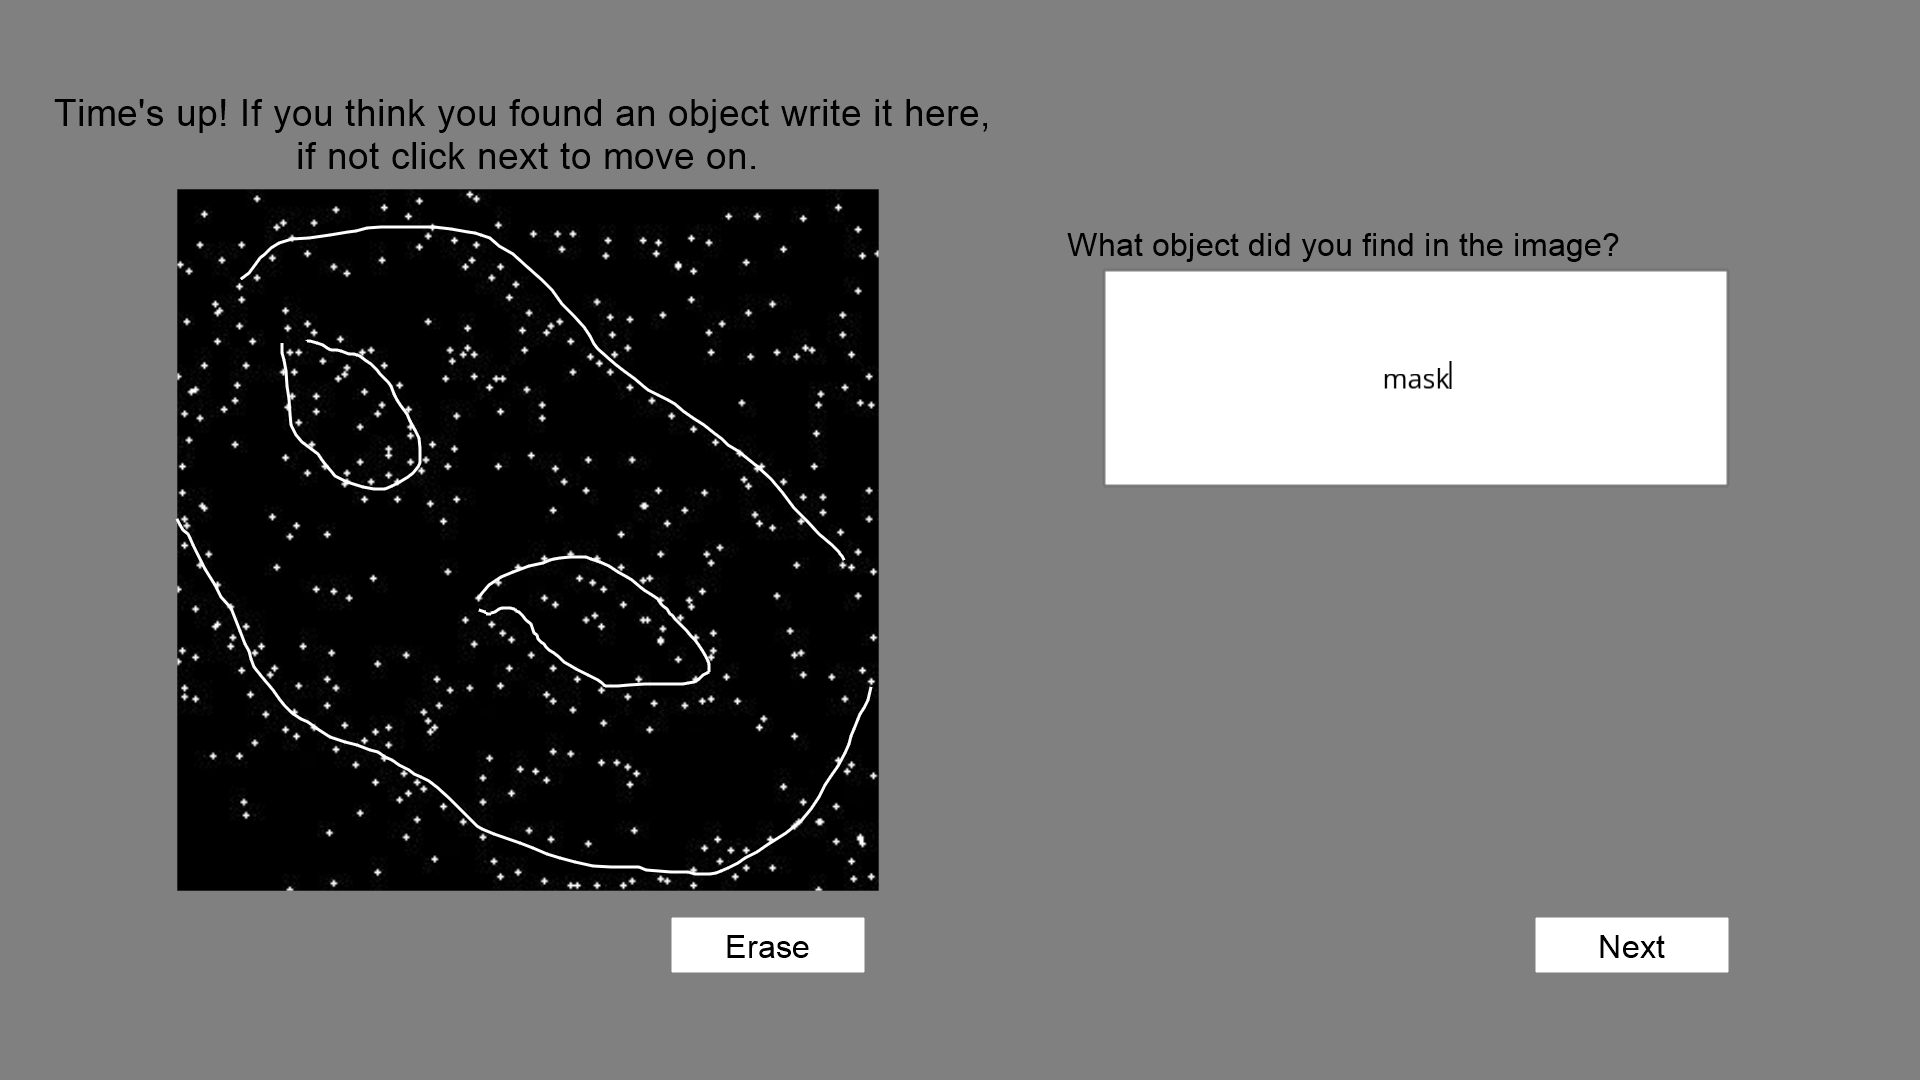 Time's up! If you think you found an object write it here,
if not click next to move on.
What object did you find in the image?
mask
Erase
Next